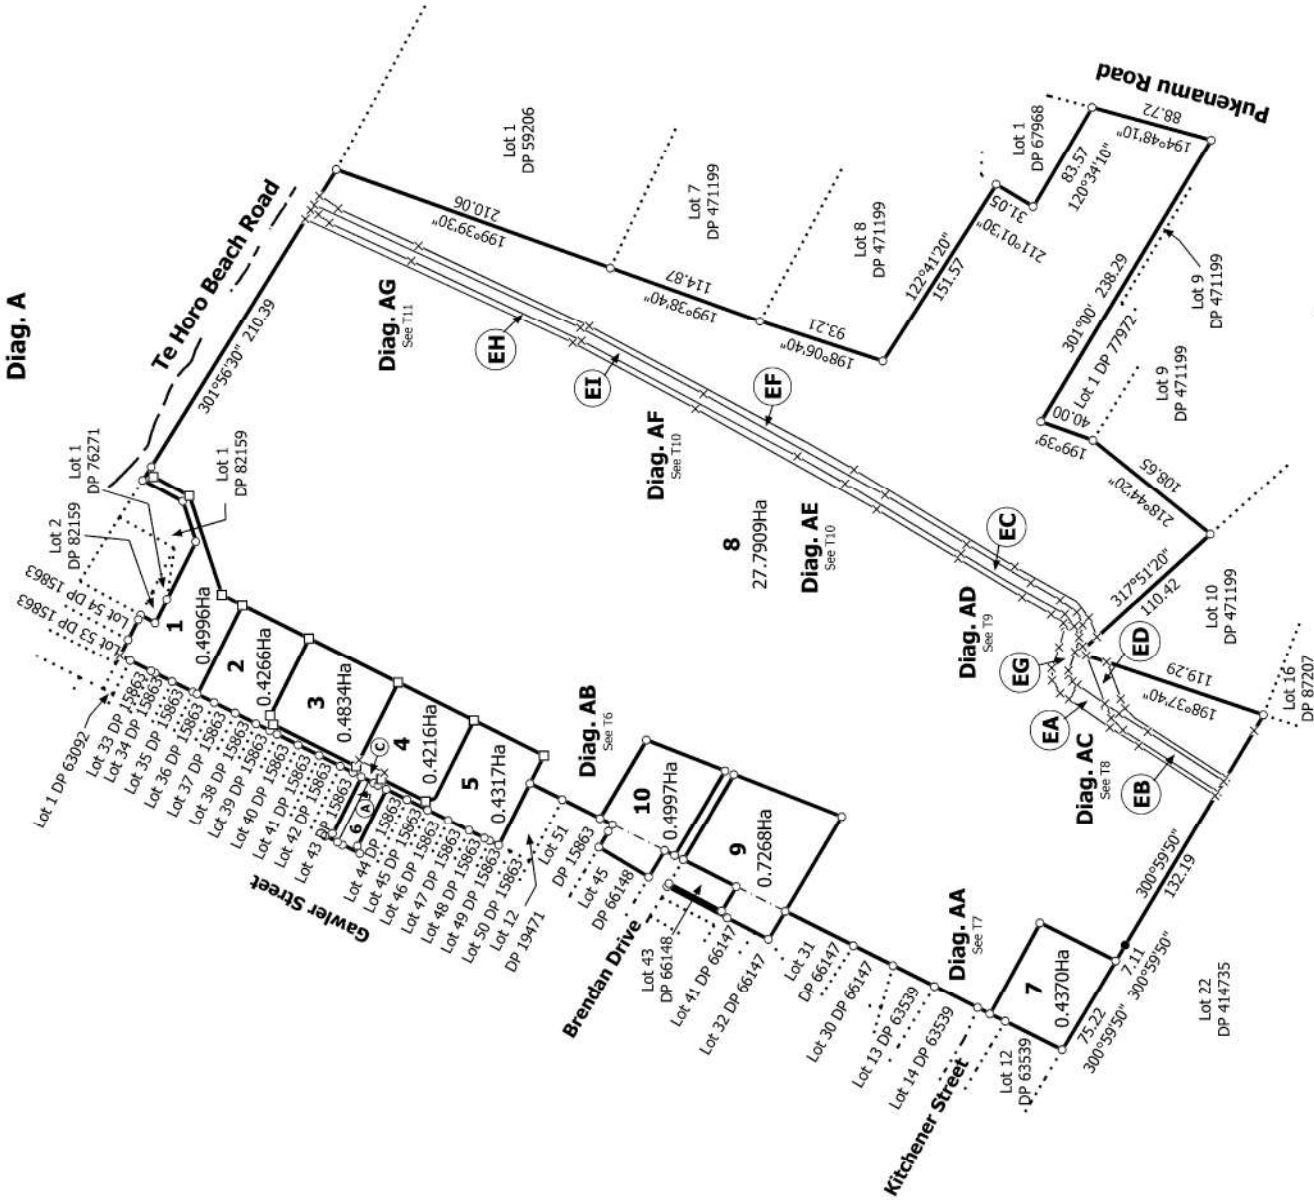 Diag. A
Te Horo Beach Road
301°56'30" 210.39
Lot 1
DP 76271
Lot 2
DP 82159
Lot 1
DP 82159
Lot 54 DP 15863
Lot 53 DP 15863
Lot 1 DP 63092
Lot 33 DP 15863
Lot 34 DP 15863
Lot 35 DP 15863
Lot 36 DP 15863
Lot 37 DP 15863
Lot 38 DP 15863
Lot 39 DP 15863
Lot 40 DP 15863
Lot 41 DP 15863
Lot 42 DP 15863
Lot 43 DP 15863
Lot 44 DP 15863
Lot 45 DP 15863
Lot 46 DP 15863
Lot 47 DP 15863
Lot 48 DP 15863
Lot 49 DP 15863
Lot 50 DP 15863
Lot 12
DP 19471
Lot 51
DP 15863
Lot 45
DP 66148
Gawler Street
1
0.4996Ha
2
0.4266Ha
3
0.4834Ha
4
0.4216Ha
5
0.4317Ha
6
A
C
Diag. AB
See T6
10
0.4997Ha
9
0.7268Ha
Brendan Drive
Lot 43
DP 66148
Lot 41 DP 66147
Lot 32 DP 66147
Lot 31
DP 66147
Lot 30 DP 66147
Lot 13 DP 63539
Lot 14 DP 63539
Kitchener Street
Lot 12
DP 63539
Diag. AA
See T7
7
0.4370Ha
75.22
300°59'50"
7.11
300°59'50"
Lot 22
DP 414735
300°59'50"
132.19
Diag. AG
See T11
EH
EI
Diag. AF
See T10
EF
8
27.7909Ha
Diag. AE
See T10
EC
Diag. AD
See T9
EG
ED
EA
Diag. AC
See T8
EB
Lot 1
DP 59206
210.06
199°39'30"
Lot 7
DP 471199
114.87
199°38'40"
Lot 8
DP 471199
93.21
198°06'40"
122°41'20"
151.57
31.05
211°01'30"
Lot 1
DP 67968
83.57
120°34'10"
Pukenamu Road
88.72
194°48'10"
301°00' 238.29
Lot 1 DP 77972
Lot 9
DP 471199
40.00
199°39'
Lot 9
DP 471199
108.65
218°44'20"
317°51'20"
110.42
Lot 10
DP 471199
119.29
198°37'40"
Lot 16
DP 87207